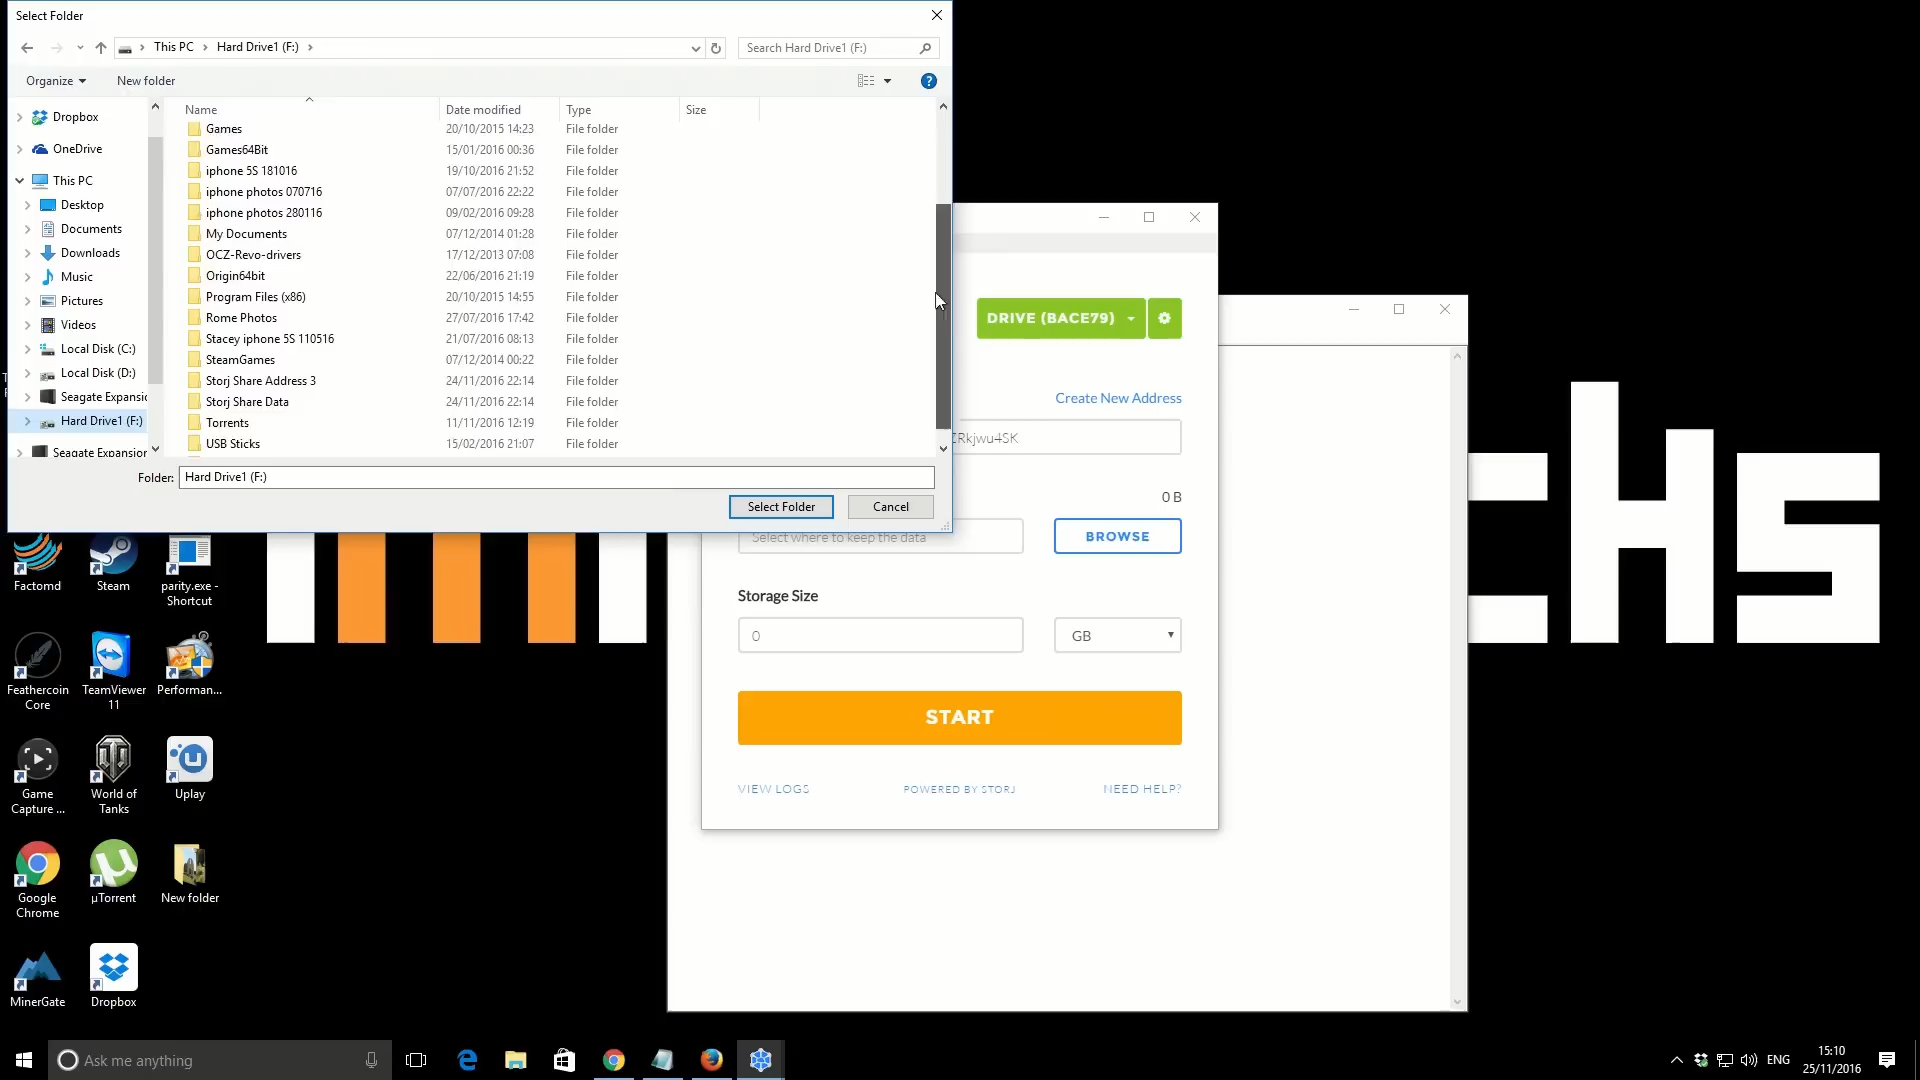 Select Folder
This PC
Hard Drive1 (F:)
Search Hard Drive1 (F:)
Organize
New folder
Name
Date modified
Type
Size
Dropbox
OneDrive
This PC
Desktop
Documents
Downloads
Music
Pictures
Videos
Local Disk (C:)
Local Disk (D:)
Seagate Expansic
Hard Drive1 (F:)
Seagate Expansior
Games 20/10/2015 14:23 File folder
Games64Bit 15/01/2016 00:36 File folder
iphone 5S 181016 19/10/2016 21:52 File folder
iphone photos 070716 07/07/2016 22:22 File folder
iphone photos 280116 09/02/2016 09:28 File folder
My Documents 07/12/2014 01:28 File folder
OCZ-Revo-drivers 17/12/2013 07:08 File folder
Origin64bit 22/06/2016 21:19 File folder
Program Files (x86) 20/10/2015 14:55 File folder
Rome Photos 27/07/2016 17:42 File folder
Stacey iphone 5S 110516 21/07/2016 08:13 File folder
SteamGames 07/12/2014 00:22 File folder
Storj Share Address 3 24/11/2016 22:14 File folder
Storj Share Data 24/11/2016 22:14 File folder
Torrents 11/11/2016 12:19 File folder
USB Sticks 15/02/2016 21:07 File folder
Folder: Hard Drive1 (F:)
Select Folder
Cancel
DRIVE (BACE79)
Create New Address
ZRkjwu4SK
0 B
Select where to keep the data
BROWSE
Storage Size
0
GB
START
VIEW LOGS
POWERED BY STORJ
NEED HELP?
Factomd
Steam
parity.exe -
Shortcut
Feathercoin
Core
TeamViewer
11
Performan...
Game
Capture ...
World of
Tanks
Uplay
Google
Chrome
µTorrent
New folder
MinerGate
Dropbox
chs
Ask me anything
ENG
15:10
25/11/2016